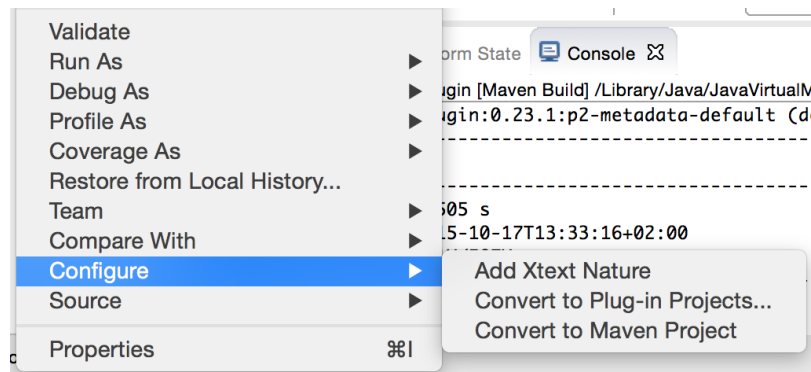 Validate
Run As
Debug As
Profile As
Coverage As
Restore from Local History...
Team
Compare With
Configure
Source
Properties ⌘I
orm State Console
ugin [Maven Build] /Library/Java/JavaVirtualM
ugin:0.23.1:p2-metadata-default (d
----------------------------------
----------------------------------
505 s
15-10-17T13:33:16+02:00
Add Xtext Nature
Convert to Plug-in Projects...
Convert to Maven Project